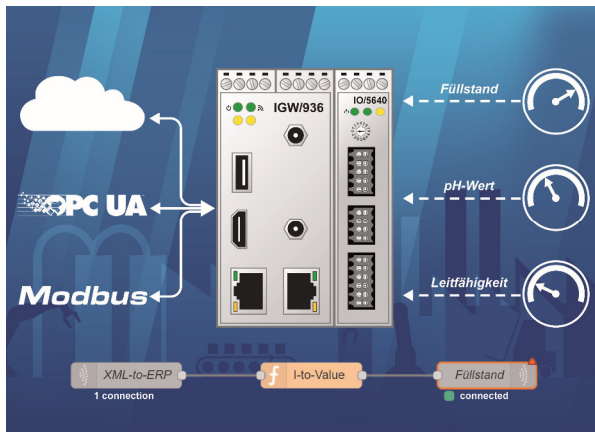 IGW/936
IO/5640
Füllstand
OPC UA
pH-Wert
Modbus
Leitfähigkeit
XML-to-ERP
f
I-to-Value
Füllstand
1 connection
connected